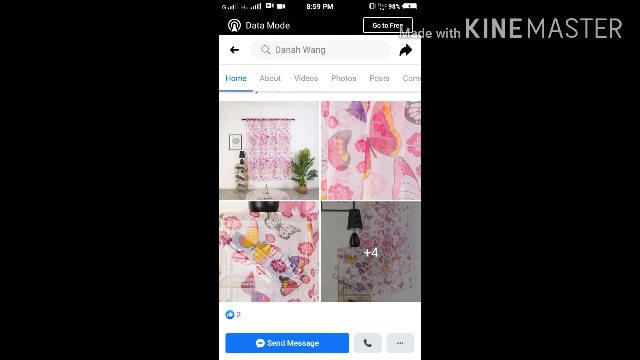 8:59 PM
98%
Data Mode
Go to Free
Made with KINEMASTER
Danah Wang
Home About Videos Photos Posts Com
+4
2
Send Message